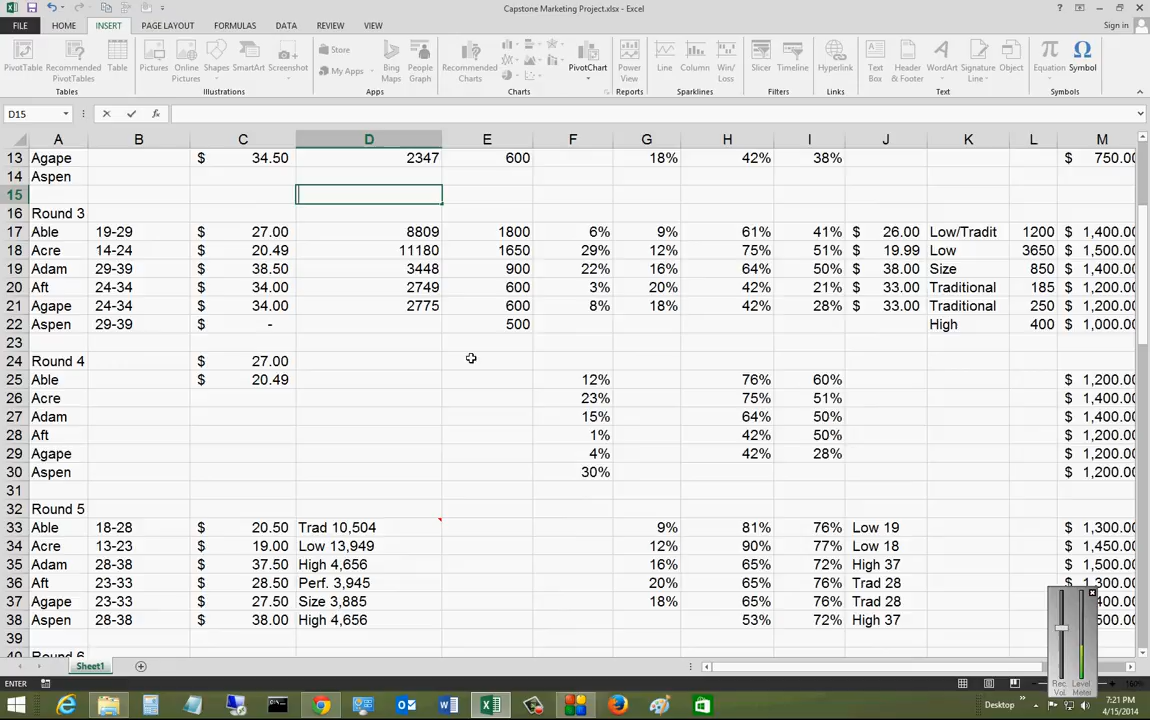 Capstone Marketing Project.xlsx - Excel
FILE HOME INSERT PAGE LAYOUT FORMULAS DATA REVIEW VIEW Sign in
PivotTable Recommended PivotTables Table Pictures Online Pictures Shapes SmartArt Screenshot Store My Apps Bing Maps People Graph Recommended Charts PivotChart Power View Line Column Win/Loss Slicer Timeline Hyperlink Text Box Header & Footer WordArt Signature Line Object Equation Symbol
Tables Illustrations Apps Charts Reports Sparklines Filters Links Text Symbols
D15 fx
A B C D E F G H I J K L M
13 Agape $ 34.50 2347 600 18% 42% 38% $ 750.00
14 Aspen
15
16 Round 3
17 Able 19-29 $ 27.00 8809 1800 6% 9% 61% 41% $ 26.00 Low/Tradit 1200 $ 1,400.00
18 Acre 14-24 $ 20.49 11180 1650 29% 12% 75% 51% $ 19.99 Low 3650 $ 1,500.00
19 Adam 29-39 $ 38.50 3448 900 22% 16% 64% 50% $ 38.00 Size 850 $ 1,400.00
20 Aft 24-34 $ 34.00 2749 600 3% 20% 42% 21% $ 33.00 Traditional 185 $ 1,200.00
21 Agape 24-34 $ 34.00 2775 600 8% 18% 42% 28% $ 33.00 Traditional 250 $ 1,200.00
22 Aspen 29-39 $ - 500 High 400 $ 1,000.00
23
24 Round 4 $ 27.00
25 Able $ 20.49 12% 76% 60% $ 1,200.00
26 Acre 23% 75% 51% $ 1,400.00
27 Adam 15% 64% 50% $ 1,400.00
28 Aft 1% 42% 50% $ 1,200.00
29 Agape 4% 42% 28% $ 1,200.00
30 Aspen 30% $ 1,200.00
31
32 Round 5
33 Able 18-28 $ 20.50 Trad 10,504 9% 81% 76% Low 19 $ 1,300.00
34 Acre 13-23 $ 19.00 Low 13,949 12% 90% 77% Low 18 $ 1,450.00
35 Adam 28-38 $ 37.50 High 4,656 16% 65% 72% High 37 $ 1,500.00
36 Aft 23-33 $ 28.50 Perf. 3,945 20% 65% 76% Trad 28 1,300.00
37 Agape 23-33 $ 27.50 Size 3,885 18% 65% 76% Trad 28 400.00
38 Aspen 28-38 $ 38.00 High 4,656 53% 72% High 37 500.00
39
40 Round 6
Sheet1
Rec Vol. Level Meter
ENTER 160%
Desktop 7:21 PM
4/15/2014